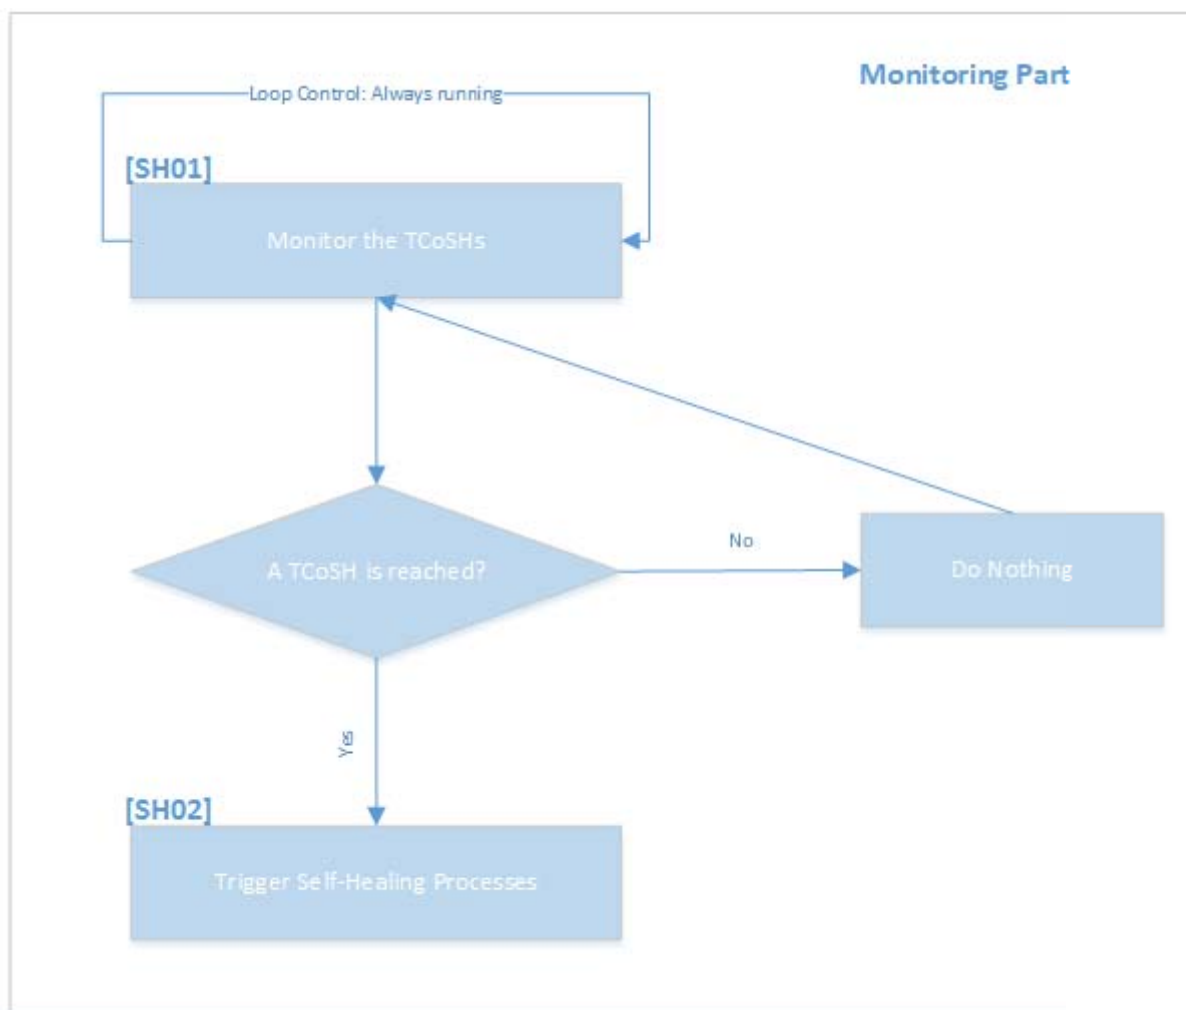 Monitoring Part
Loop Control: Always running
[SH01]
Monitor the TCoSHs
A TCoSH is reached?
No
Do Nothing
Yes
[SH02]
Trigger Self-Healing Processes